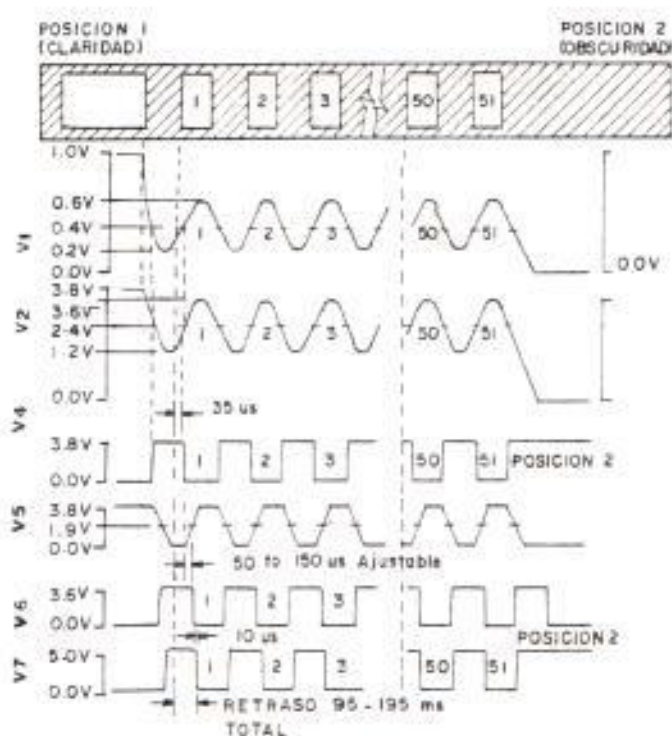 POSICION 1
(CLARIDAD)
POSICION 2
(OBSCURIDAD)
1 2 3 50 51
1.0V
0.6V
0.4V
0.2V
0.0V
V1
1 2 3 50 51
0.0V
3.8V
3.6V
2.4V
1.2V
0.0V
V2
1 2 3 50 51
35 us
V4
3.8V
0.0V
1 2 3 50 51 POSICION 2
V5
3.8V
1.9V
0.0V
50 to 150 us Ajustable
V6
3.5V
0.0V
1 2 3
10 us
POSICION 2
V7
5.0V
0.0V
1 2 3 50 51
RETRASO 95-195 ms
TOTAL